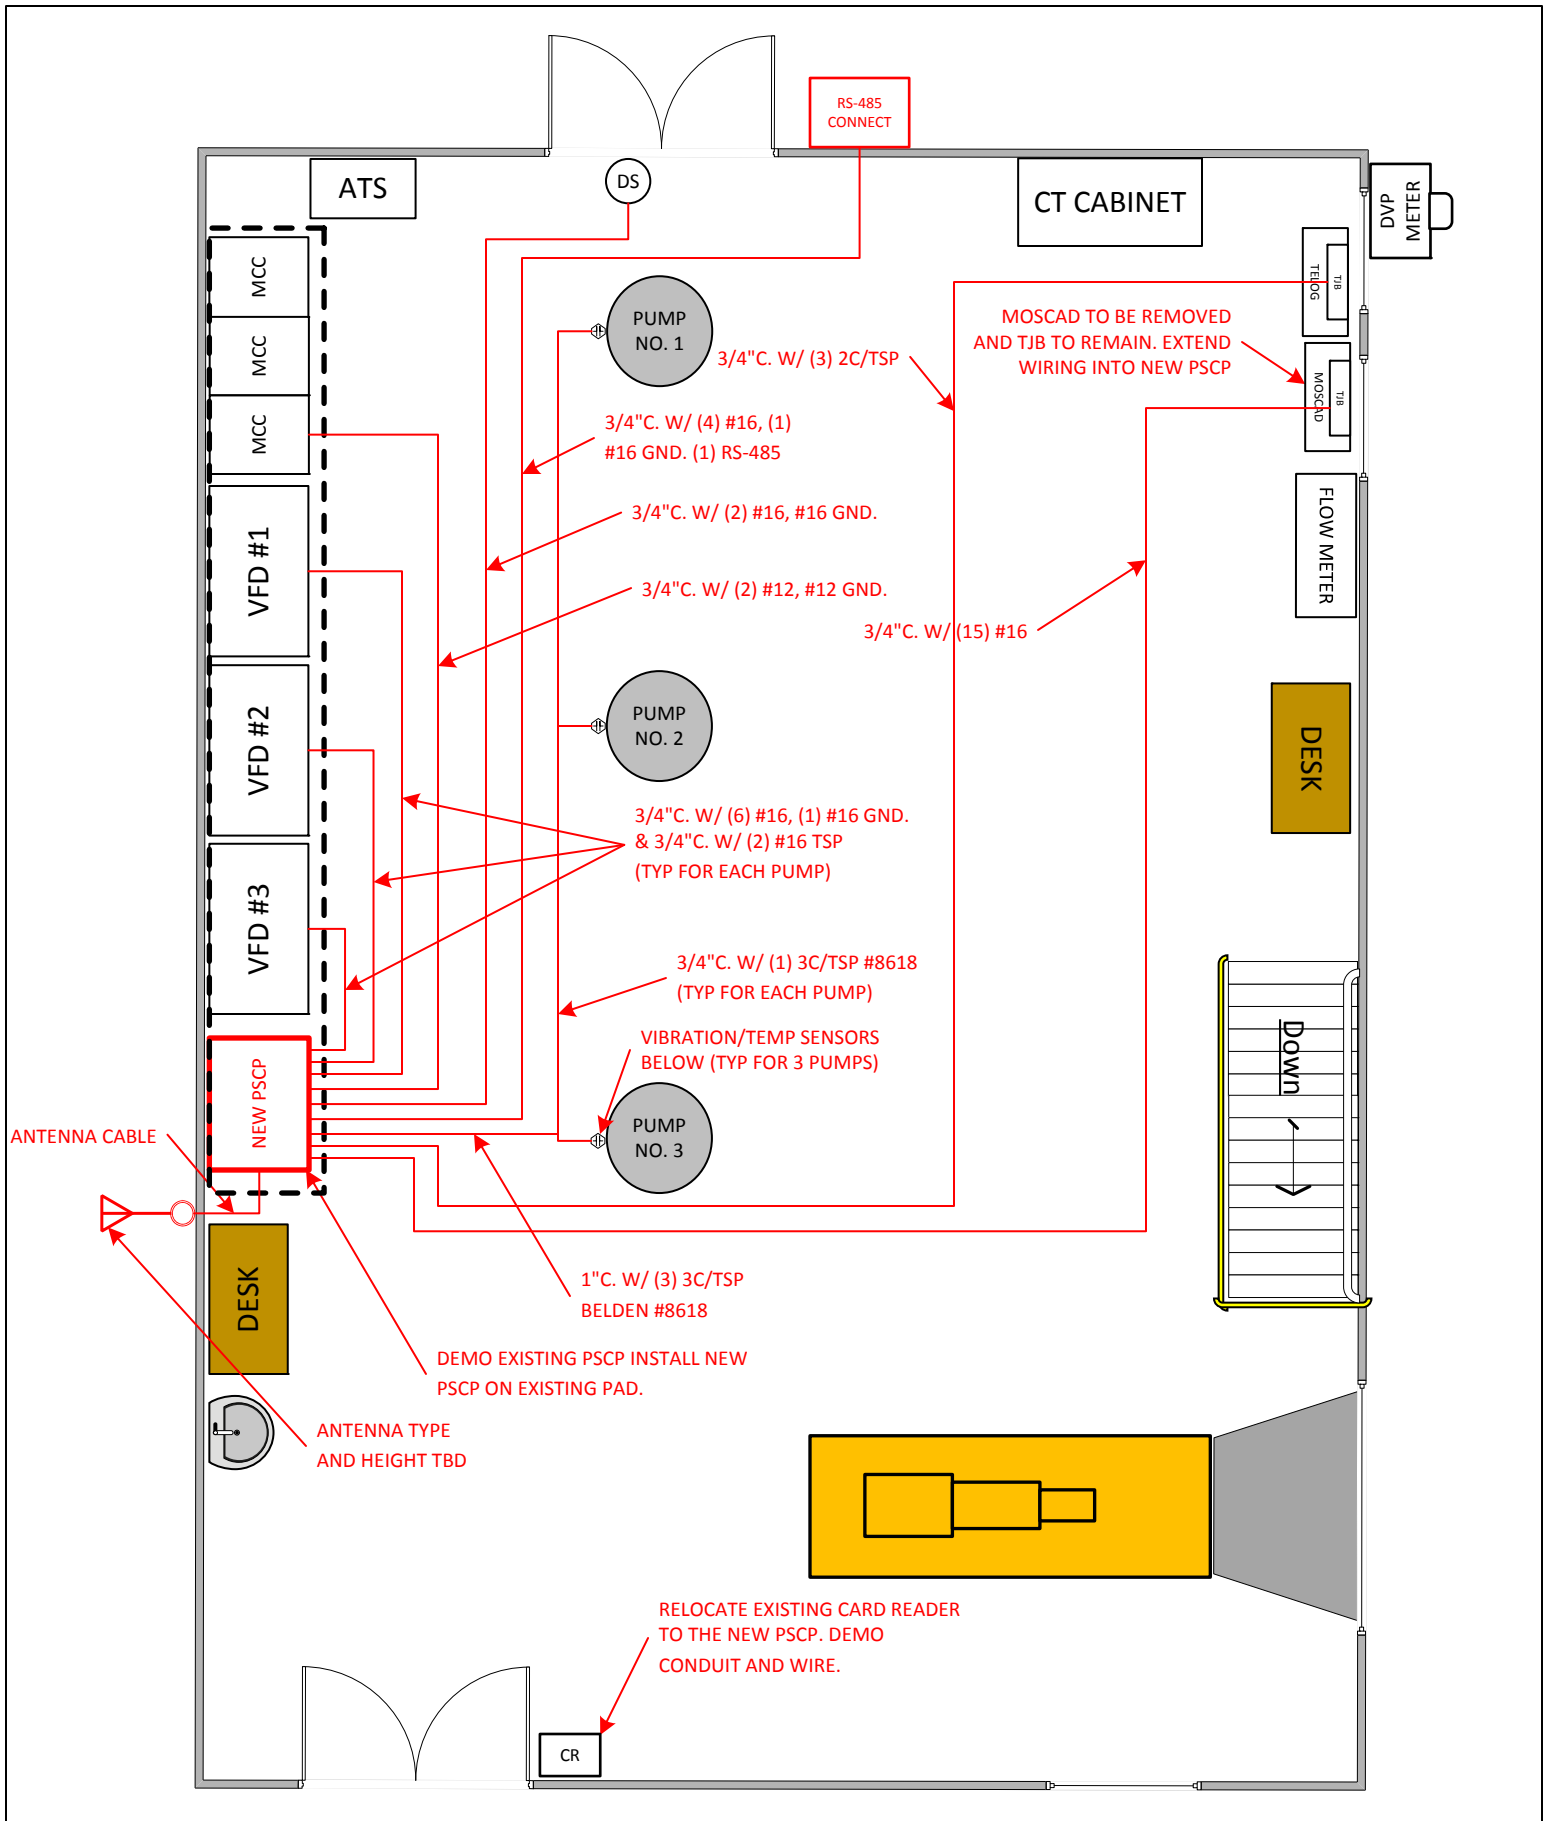 RS-485
CONNECT
ATS
DS
CT CABINET
DVP
METER
MCC
MCC
MCC
TELOG
TJB
PUMP
NO. 1
MOSCAD TO BE REMOVED
AND TJB TO REMAIN. EXTEND
WIRING INTO NEW PSCP
3/4"C. W/ (3) 2C/TSP
MOSCAD
TJB
3/4"C. W/ (4) #16, (1)
#16 GND. (1) RS-485
3/4"C. W/ (2) #16, #16 GND.
FLOW METER
VFD #1
3/4"C. W/ (2) #12, #12 GND.
3/4"C. W/ (15) #16
VFD #2
PUMP
NO. 2
DESK
3/4"C. W/ (6) #16, (1) #16 GND.
& 3/4"C. W/ (2) #16 TSP
(TYP FOR EACH PUMP)
VFD #3
3/4"C. W/ (1) 3C/TSP #8618
(TYP FOR EACH PUMP)
VIBRATION/TEMP SENSORS
BELOW (TYP FOR 3 PUMPS)
Down
NEW PSCP
ANTENNA CABLE
PUMP
NO. 3
1"C. W/ (3) 3C/TSP
BELDEN #8618
DESK
DEMO EXISTING PSCP INSTALL NEW
PSCP ON EXISTING PAD.
ANTENNA TYPE
AND HEIGHT TBD
RELOCATE EXISTING CARD READER
TO THE NEW PSCP. DEMO
CONDUIT AND WIRE.
CR